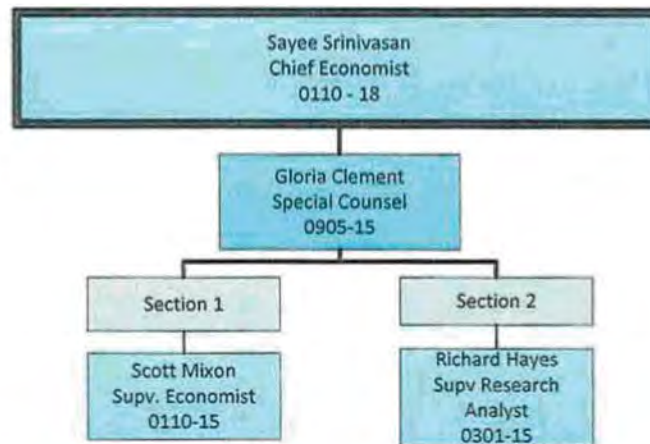 Sayee Srinivasan
Chief Economist
0110 - 18
Gloria Clement
Special Counsel
0905-15
Section 1
Section 2
Scott Mixon
Supv. Economist
0110-15
Richard Hayes
Supv Research
Analyst
0301-15